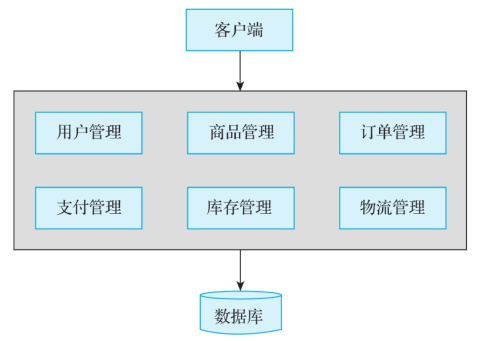 客户端
用户管理
商品管理
订单管理
支付管理
库存管理
物流管理
数据库